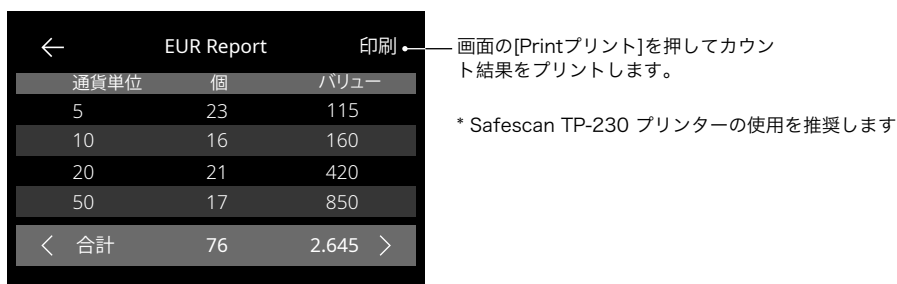 ← EUR Report 印刷
通貨単位 個 バリュー
5 23 115
10 16 160
20 21 420
50 17 850
< 合計 76 2.645 >
画面の[Printプリント]を押してカウン
ト結果をプリントします。
* Safescan TP-230 プリンターの使用を推奨します